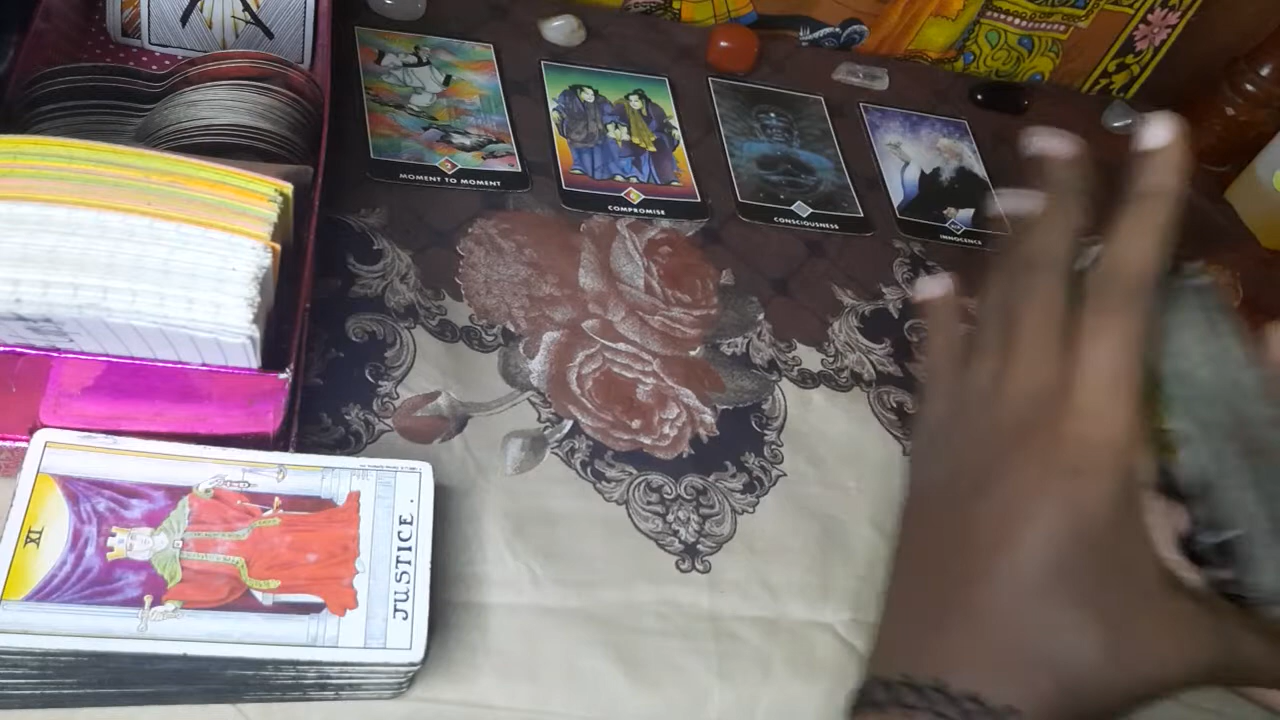 MOMENT TO MOMENT
COMPROMISE
CONSCIOUSNESS
INNOCENCE
XI
JUSTICE.